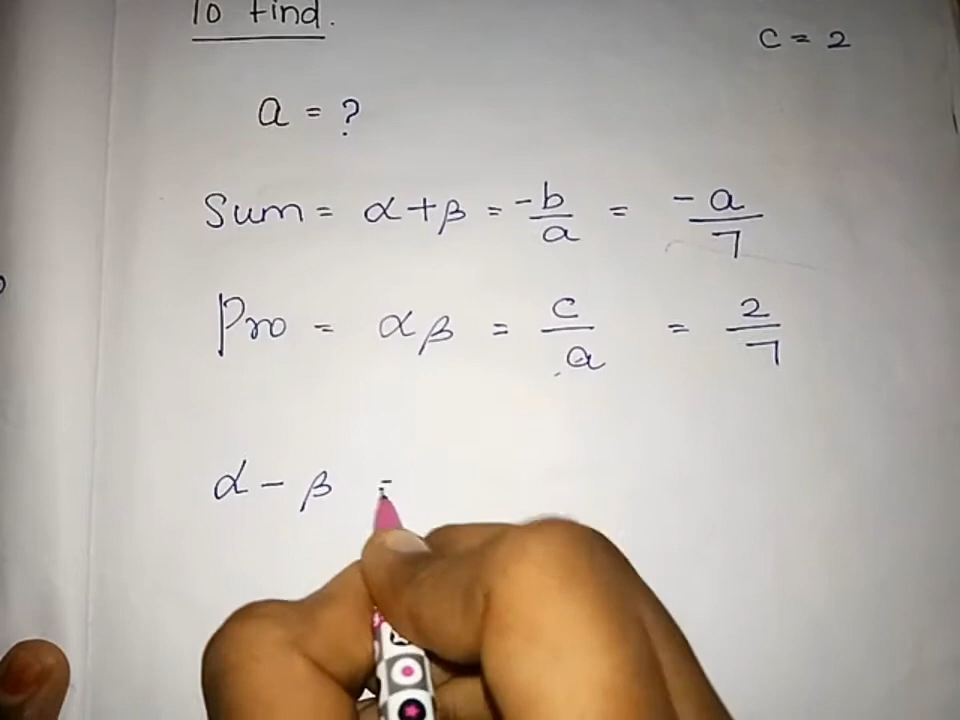 To find.
c = 2
a = ?
Sum = α+β = -b/a = -a/7
Pro = αβ = c/a = 2/7
α - β =